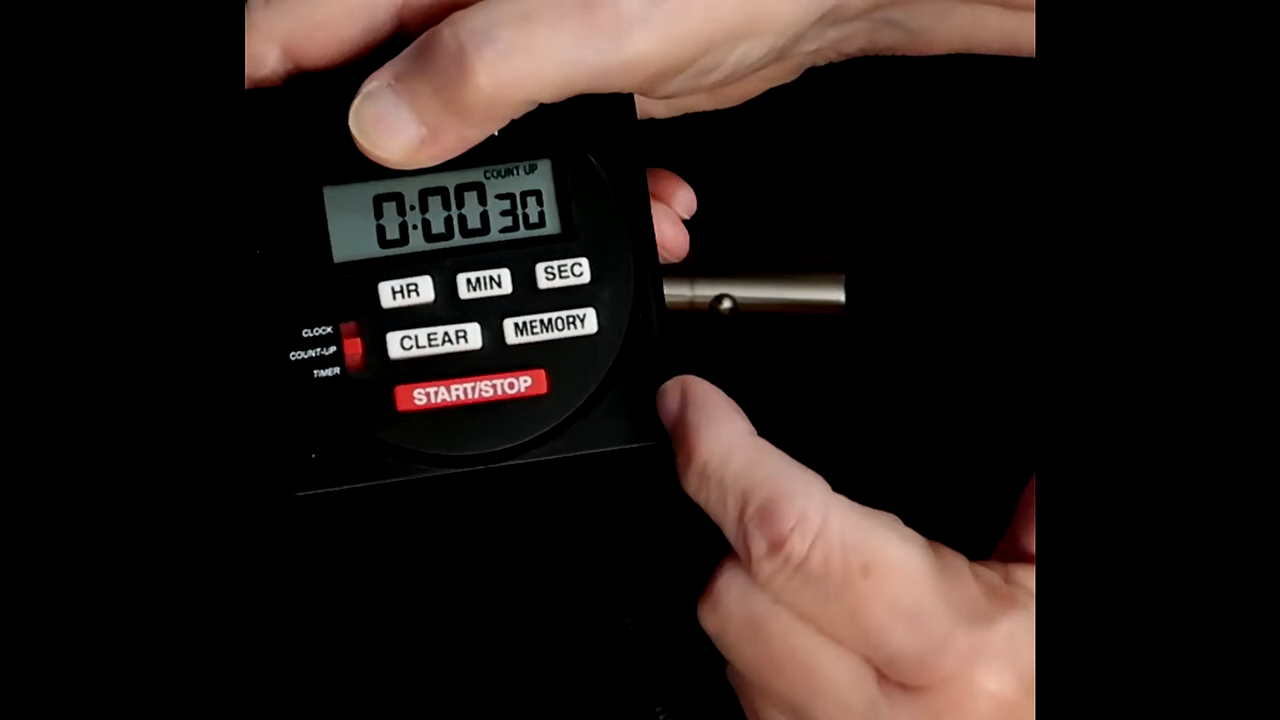 COUNT UP
0:00 30
HR MIN SEC
CLOCK
COUNT-UP
TIMER
CLEAR MEMORY
START/STOP